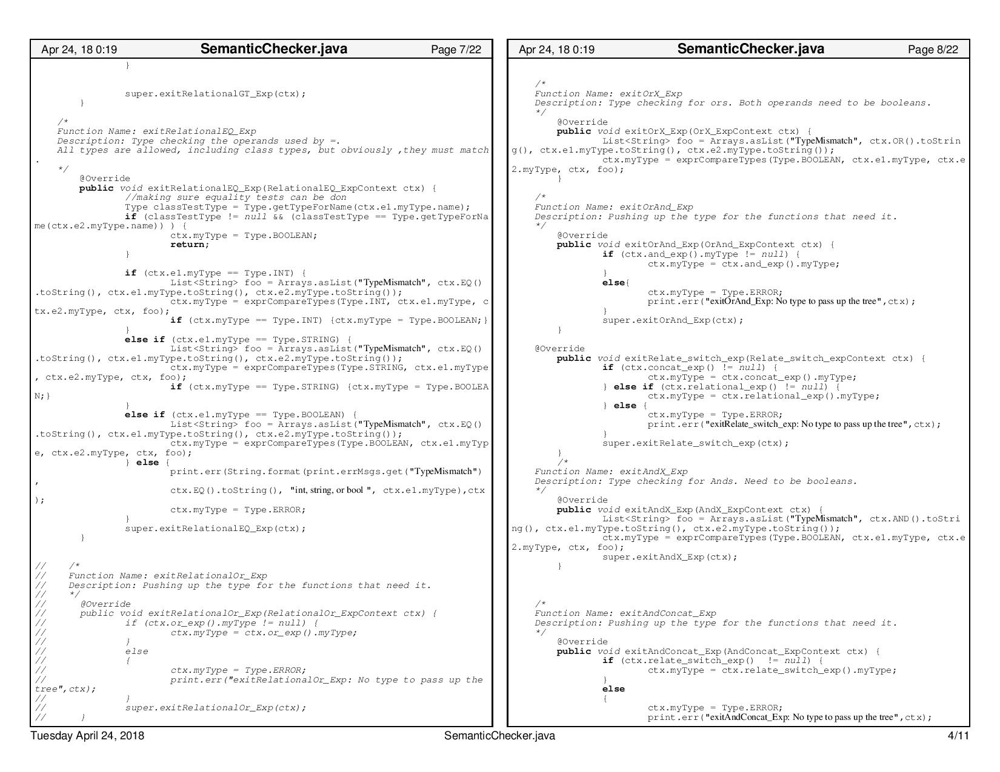 Apr 24, 18 0:19 SemanticChecker.java Page 7/22
}
super.exitRelationalGT_Exp(ctx);
}
/*
Function Name: exitRelationalEQ_Exp
Description: Type checking the operands used by =.
All types are allowed, including class types, but obviously ,they must match
.
*/
@Override
public void exitRelationalEQ_Exp(RelationalEQ_ExpContext ctx) {
//making sure equality tests can be don
Type classTestType = Type.getTypeForName(ctx.e1.myType.name);
if (classTestType != null && (classTestType == Type.getTypeForNa
me(ctx.e2.myType.name)) ) {
ctx.myType = Type.BOOLEAN;
return;
}
if (ctx.e1.myType == Type.INT) {
List<String> foo = Arrays.asList("TypeMismatch", ctx.EQ()
.toString(), ctx.e1.myType.toString(), ctx.e2.myType.toString());
ctx.myType = exprCompareTypes(Type.INT, ctx.e1.myType, c
tx.e2.myType, ctx, foo);
if (ctx.myType == Type.INT) {ctx.myType = Type.BOOLEAN;}
}
else if (ctx.e1.myType == Type.STRING) {
List<String> foo = Arrays.asList("TypeMismatch", ctx.EQ()
.toString(), ctx.e1.myType.toString(), ctx.e2.myType.toString());
ctx.myType = exprCompareTypes(Type.STRING, ctx.e1.myType
, ctx.e2.myType, ctx, foo);
if (ctx.myType == Type.STRING) {ctx.myType = Type.BOOLEA
N;}
}
else if (ctx.e1.myType == Type.BOOLEAN) {
List<String> foo = Arrays.asList("TypeMismatch", ctx.EQ()
.toString(), ctx.e1.myType.toString(), ctx.e2.myType.toString());
ctx.myType = exprCompareTypes(Type.BOOLEAN, ctx.e1.myTyp
e, ctx.e2.myType, ctx, foo);
} else {
print.err(String.format(print.errMsgs.get("TypeMismatch")
,
ctx.EQ().toString(), "int, string, or bool ", ctx.e1.myType),ctx
);
ctx.myType = Type.ERROR;
}
super.exitRelationalEQ_Exp(ctx);
}
// /*
// Function Name: exitRelationalOr_Exp
// Description: Pushing up the type for the functions that need it.
// */
// @Override
// public void exitRelationalOr_Exp(RelationalOr_ExpContext ctx) {
// if (ctx.or_exp().myType != null) {
// ctx.myType = ctx.or_exp().myType;
// }
// else
// {
// ctx.myType = Type.ERROR;
// print.err("exitRelationalOr_Exp: No type to pass up the
tree",ctx);
// }
// super.exitRelationalOr_Exp(ctx);
// }
Apr 24, 18 0:19 SemanticChecker.java Page 8/22
/*
Function Name: exitOrX_Exp
Description: Type checking for ors. Both operands need to be booleans.
*/
@Override
public void exitOrX_Exp(OrX_ExpContext ctx) {
List<String> foo = Arrays.asList("TypeMismatch", ctx.OR().toStrin
g(), ctx.e1.myType.toString(), ctx.e2.myType.toString());
ctx.myType = exprCompareTypes(Type.BOOLEAN, ctx.e1.myType, ctx.e
2.myType, ctx, foo);
}
/*
Function Name: exitOrAnd_Exp
Description: Pushing up the type for the functions that need it.
*/
@Override
public void exitOrAnd_Exp(OrAnd_ExpContext ctx) {
if (ctx.and_exp().myType != null) {
ctx.myType = ctx.and_exp().myType;
}
else{
ctx.myType = Type.ERROR;
print.err("exitOrAnd_Exp: No type to pass up the tree",ctx);
}
super.exitOrAnd_Exp(ctx);
}
@Override
public void exitRelate_switch_exp(Relate_switch_expContext ctx) {
if (ctx.concat_exp() != null) {
ctx.myType = ctx.concat_exp().myType;
} else if (ctx.relational_exp() != null) {
ctx.myType = ctx.relational_exp().myType;
} else {
ctx.myType = Type.ERROR;
print.err("exitRelate_switch_exp: No type to pass up the tree",ctx);
}
super.exitRelate_switch_exp(ctx);
}
/*
Function Name: exitAndX_Exp
Description: Type checking for Ands. Need to be booleans.
*/
@Override
public void exitAndX_Exp(AndX_ExpContext ctx) {
List<String> foo = Arrays.asList("TypeMismatch", ctx.AND().toStri
ng(), ctx.e1.myType.toString(), ctx.e2.myType.toString());
ctx.myType = exprCompareTypes(Type.BOOLEAN, ctx.e1.myType, ctx.e
2.myType, ctx, foo);
super.exitAndX_Exp(ctx);
}
/*
Function Name: exitAndConcat_Exp
Description: Pushing up the type for the functions that need it.
*/
@Override
public void exitAndConcat_Exp(AndConcat_ExpContext ctx) {
if (ctx.relate_switch_exp() != null) {
ctx.myType = ctx.relate_switch_exp().myType;
}
else
{
ctx.myType = Type.ERROR;
print.err("exitAndConcat_Exp: No type to pass up the tree",ctx);
Tuesday April 24, 2018 SemanticChecker.java 4/11